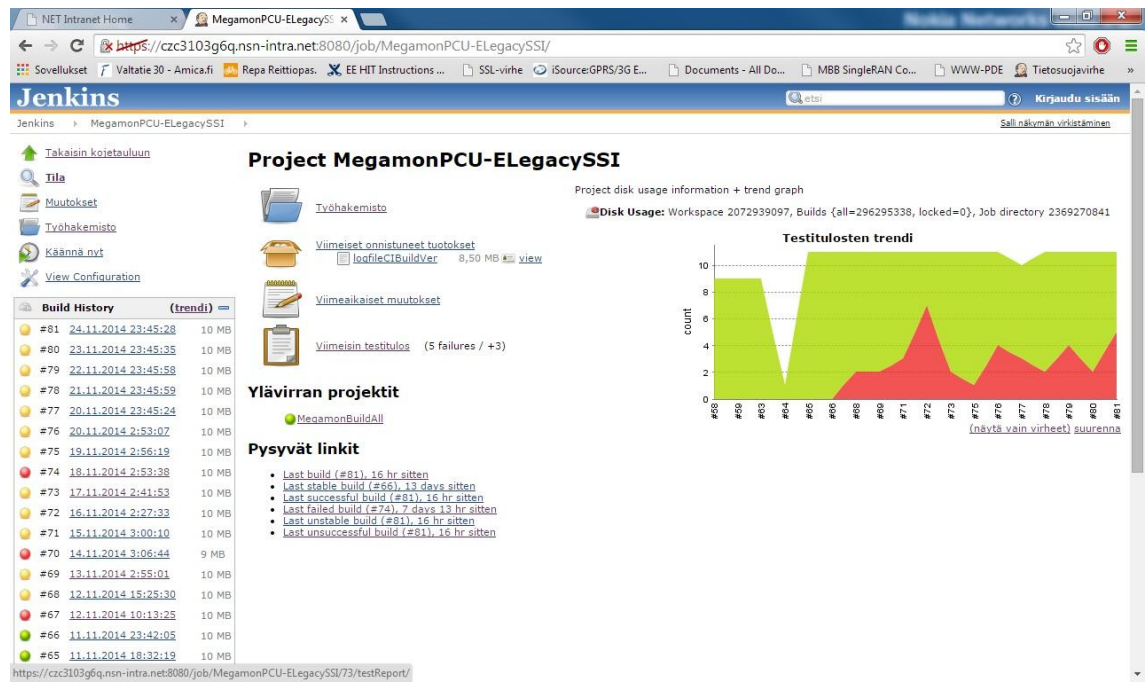 NET Intranet Home
MegamonPCU-ELegacySS
Nokia Networks
https://czc3103g6q.nsn-intra.net:8080/job/MegamonPCU-ELegacySSI/
Sovellukset Valtatie 30 - Amica.fi Repa Reittiopas. EE HIT Instructions ... SSL-virhe iSource:GPRS/3G E... Documents - All Do... MBB SingleRAN Co... WWW-PDE Tietosuojavirhe »
Jenkins
etsi
Kirjaudu sisään
Jenkins MegamonPCU-ELegacySSI
Salli näkymän virkistäminen
Takaisin kojetauluun
Tila
Muutokset
Työhakemisto
Käännä nyt
View Configuration
Build History (trendi)
#81 24.11.2014 23:45:28 10 MB
#80 23.11.2014 23:45:35 10 MB
#79 22.11.2014 23:45:58 10 MB
#78 21.11.2014 23:45:59 10 MB
#77 20.11.2014 23:45:24 10 MB
#76 20.11.2014 2:53:07 10 MB
#75 19.11.2014 2:56:19 10 MB
#74 18.11.2014 2:53:38 10 MB
#73 17.11.2014 2:41:53 10 MB
#72 16.11.2014 2:27:33 10 MB
#71 15.11.2014 3:00:10 10 MB
#70 14.11.2014 3:06:44 9 MB
#69 13.11.2014 2:55:01 10 MB
#68 12.11.2014 15:25:30 10 MB
#67 12.11.2014 10:13:25 10 MB
#66 11.11.2014 23:42:05 10 MB
#65 11.11.2014 18:32:19 10 MB
Project MegamonPCU-ELegacySSI
Työhakemisto
Viimeiset onnistuneet tuotokset
logfileCIBuildVer 8,50 MB view
Viimeaikaiset muutokset
Viimeisin testitulos (5 failures / +3)
Ylävirran projektit
MegamonBuildAll
Pysyvät linkit
Last build (#81), 16 hr sitten
Last stable build (#66), 13 days sitten
Last successful build (#81), 16 hr sitten
Last failed build (#74), 7 days 13 hr sitten
Last unstable build (#81), 16 hr sitten
Last unsuccessful build (#81), 16 hr sitten
Project disk usage information + trend graph
Disk Usage: Workspace 2072939097, Builds {all=296295338, locked=0}, Job directory 2369270841
Testitulosten trendi
count
10
8
6
4
2
0
#58 #59 #63 #64 #65 #66 #68 #69 #71 #72 #73 #75 #76 #77 #78 #79 #80 #81
(näytä vain virheet) suurenna
https://czc3103g6q.nsn-intra.net:8080/job/MegamonPCU-ELegacySSI/73/testReport/